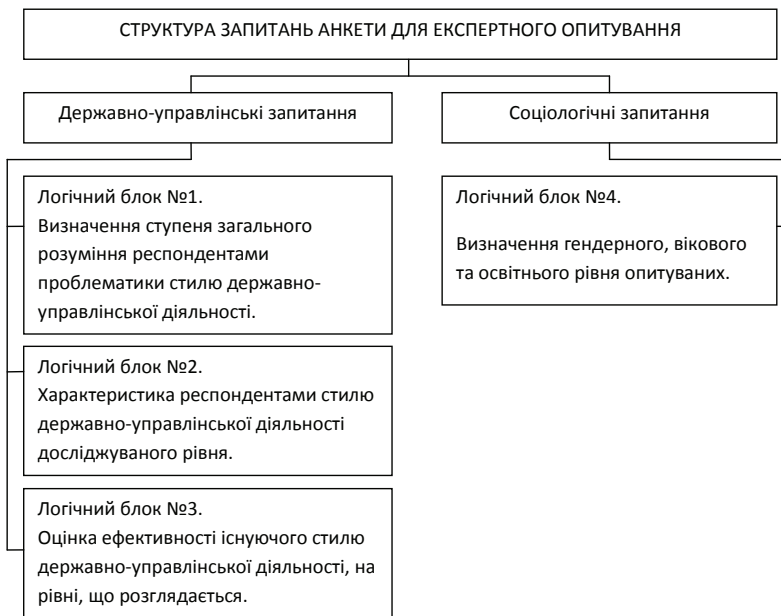 СТРУКТУРА ЗАПИТАНЬ АНКЕТИ ДЛЯ ЕКСПЕРТНОГО ОПИТУВАННЯ
Державно-управлінські запитання
Соціологічні запитання
Логічний блок №1.
Визначення ступеня загального
розуміння респондентами
проблематики стилю державно-
управлінської діяльності.
Логічний блок №2.
Характеристика респондентами стилю
державно-управлінської діяльності
досліджуваного рівня.
Логічний блок №3.
Оцінка ефективності існуючого стилю
державно-управлінської діяльності, на
рівні, що розглядається.
Логічний блок №4.
Визначення гендерного, вікового
та освітнього рівня опитуваних.